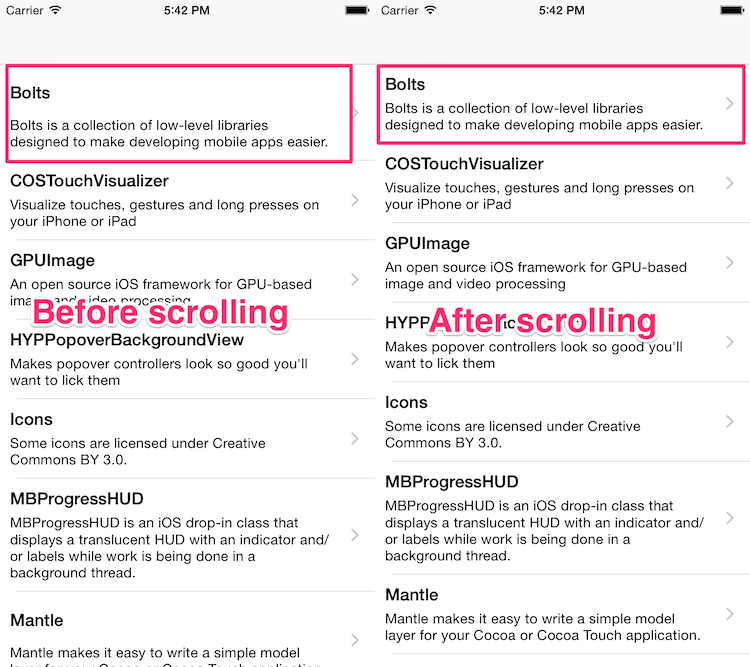 Carrier 5:42 PM
Bolts
Bolts is a collection of low-level libraries
designed to make developing mobile apps easier.
COSTouchVisualizer
Visualize touches, gestures and long presses on
your iPhone or iPad
GPUImage
An open source iOS framework for GPU-based
image and video processing
Before scrolling
HYPPopoverBackgroundView
Makes popover controllers look so good you'll
want to lick them
Icons
Some icons are licensed under Creative
Commons BY 3.0.
MBProgressHUD
MBProgressHUD is an iOS drop-in class that
displays a translucent HUD with an indicator and/
or labels while work is being done in a
background thread.
Mantle
Mantle makes it easy to write a simple model
layer for your Cocoa or Cocoa Touch application.
Carrier 5:42 PM
Bolts
Bolts is a collection of low-level libraries
designed to make developing mobile apps easier.
COSTouchVisualizer
Visualize touches, gestures and long presses on
your iPhone or iPad
GPUImage
An open source iOS framework for GPU-based
image and video processing
After scrolling
Makes popover controllers look so good you'll
want to lick them
Icons
Some icons are licensed under Creative
Commons BY 3.0.
MBProgressHUD
MBProgressHUD is an iOS drop-in class that
displays a translucent HUD with an indicator and/
or labels while work is being done in a
background thread.
Mantle
Mantle makes it easy to write a simple model
layer for your Cocoa or Cocoa Touch application.